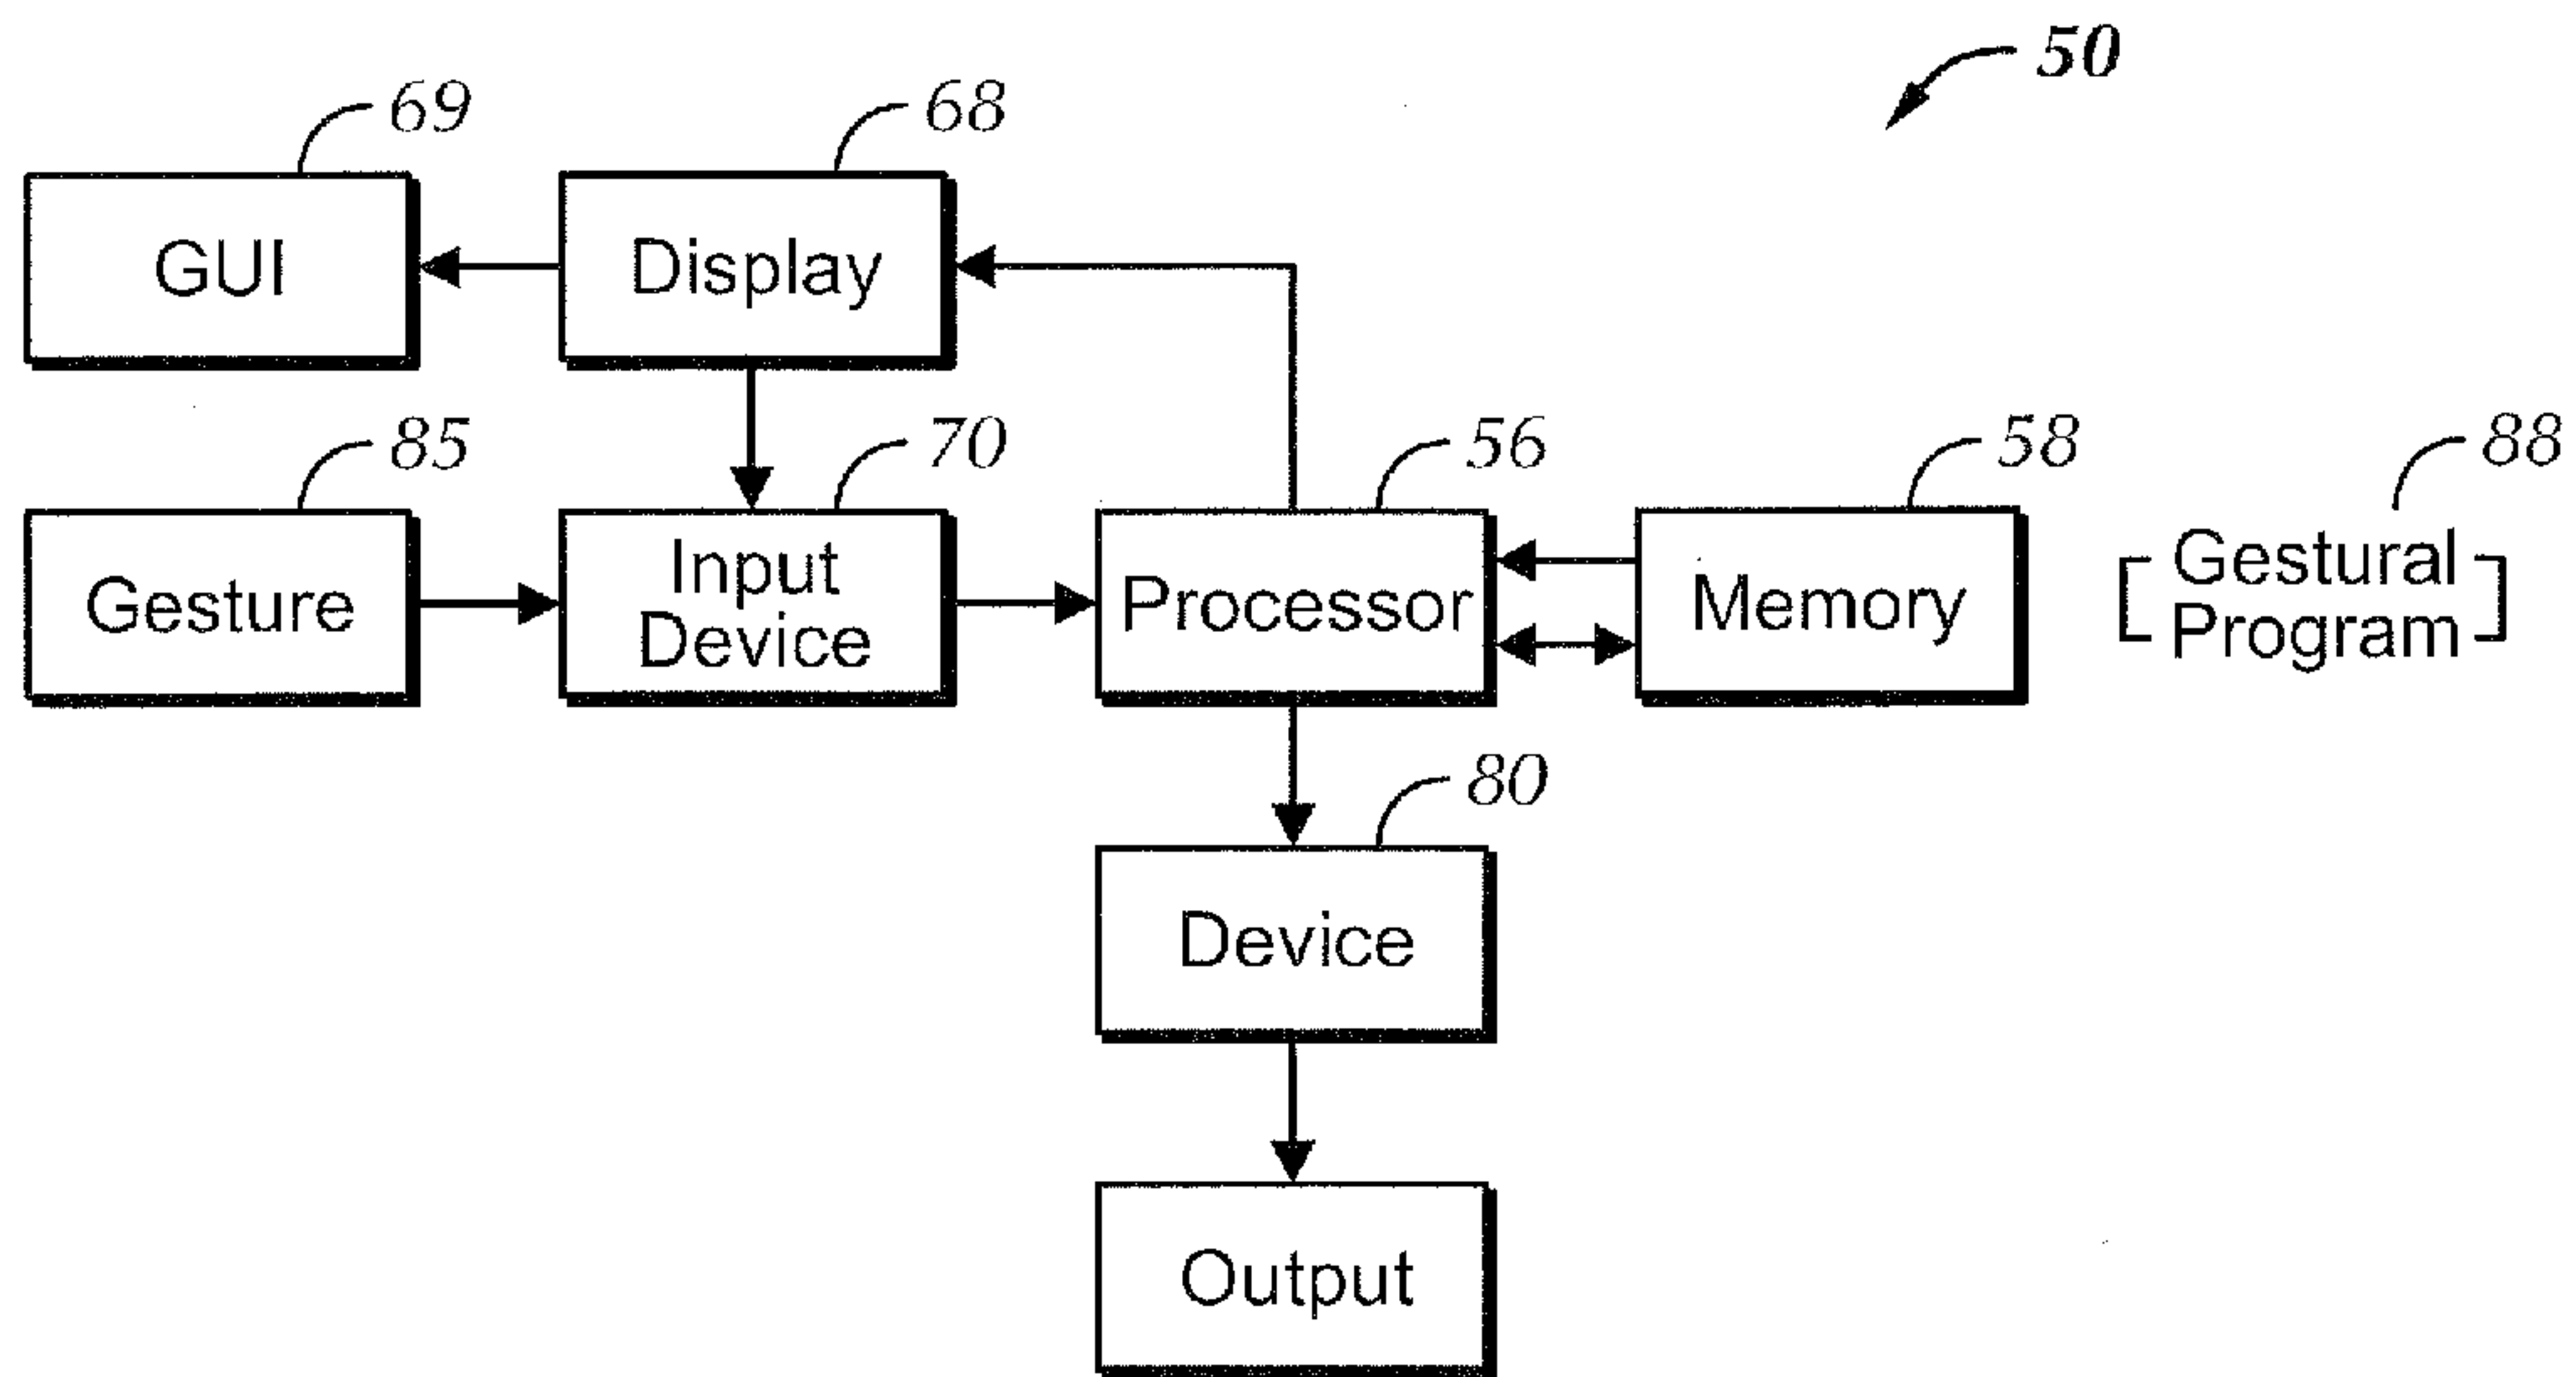 50
69
68
GUI
Display
85
70
56
58
88
Gesture
Input
Device
Processor
Memory
Gestural
Program
80
Device
Output